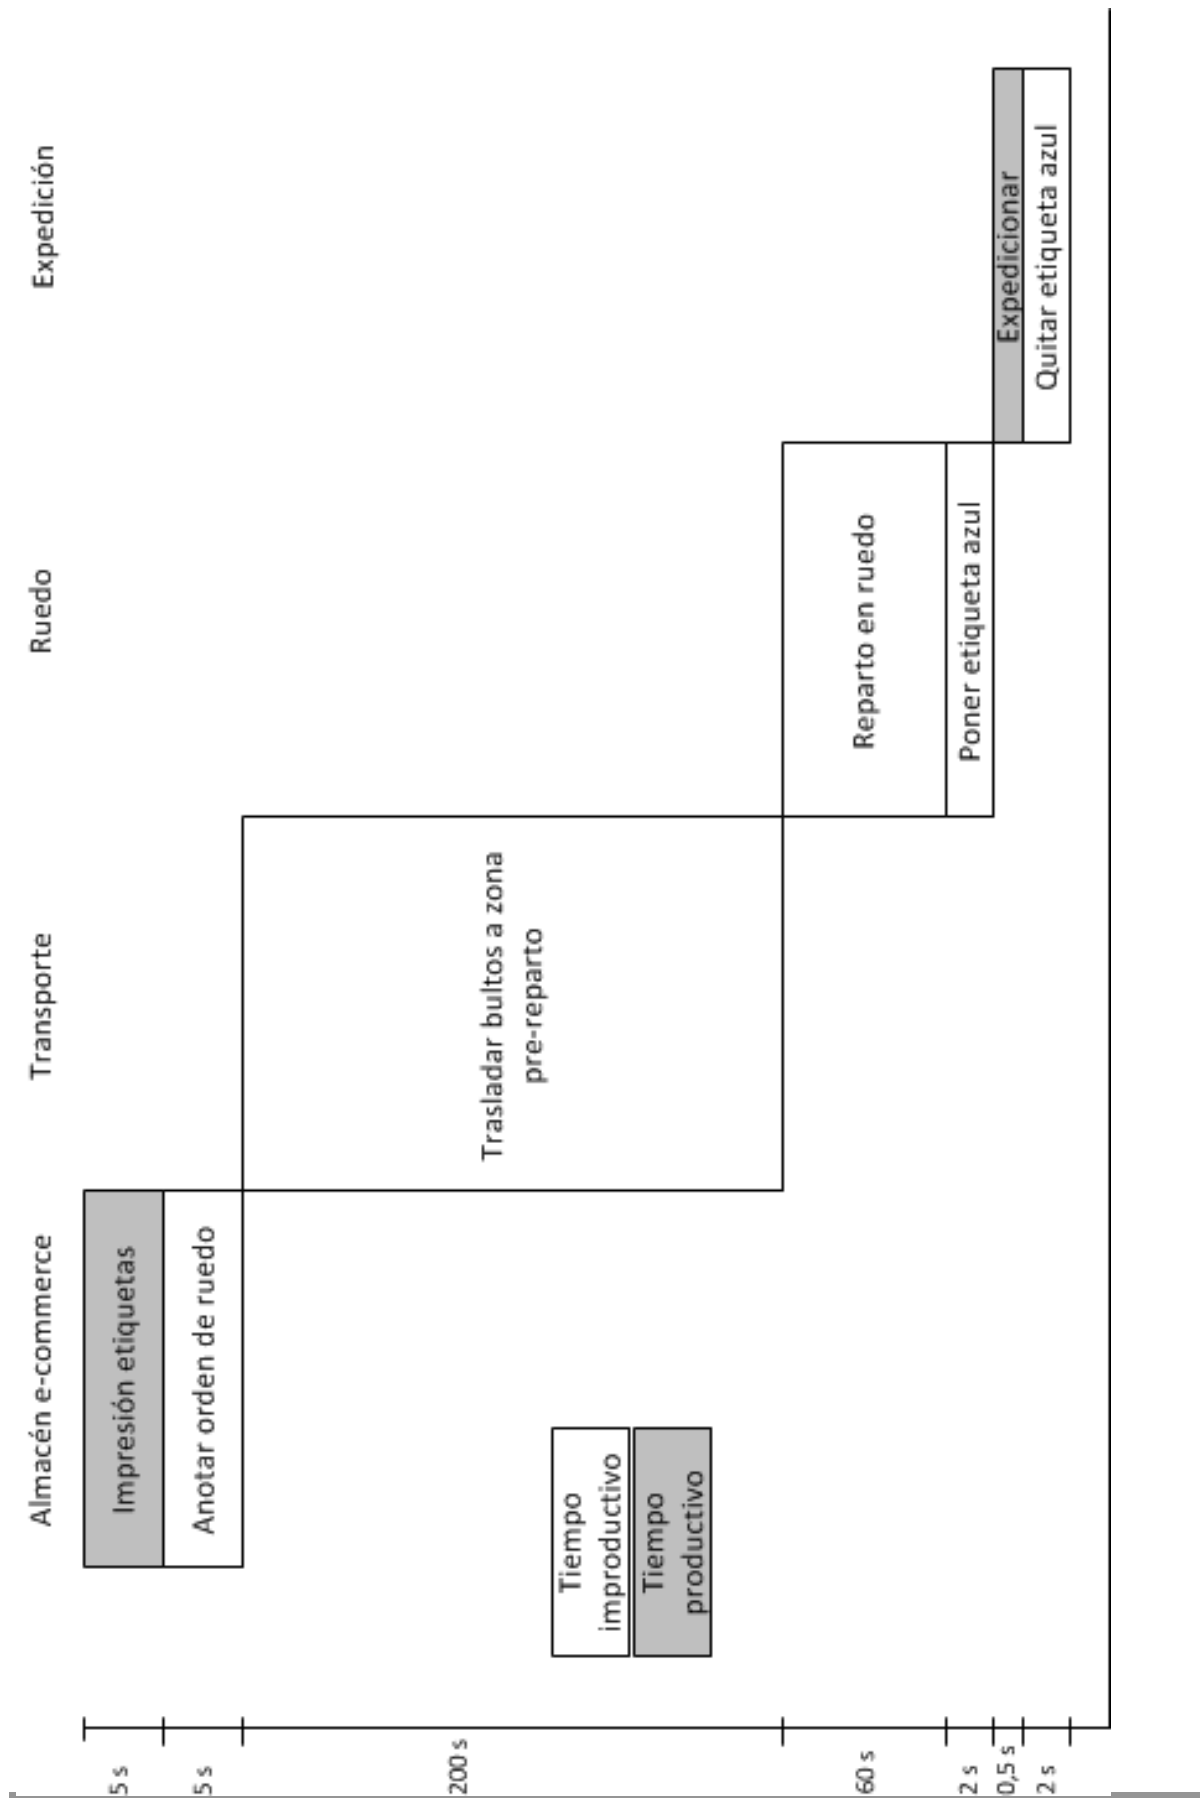 Almacén e-commerce
Transporte
Ruedo
Expedición
5 s
Impresión etiquetas
5 s
Anotar orden de ruedo
200 s
Trasladar bultos a zona
pre-reparto
Tiempo
improductivo
Tiempo
productivo
60 s
Reparto en ruedo
2 s
Poner etiqueta azul
0,5 s
Expedicionar
2 s
Quitar etiqueta azul